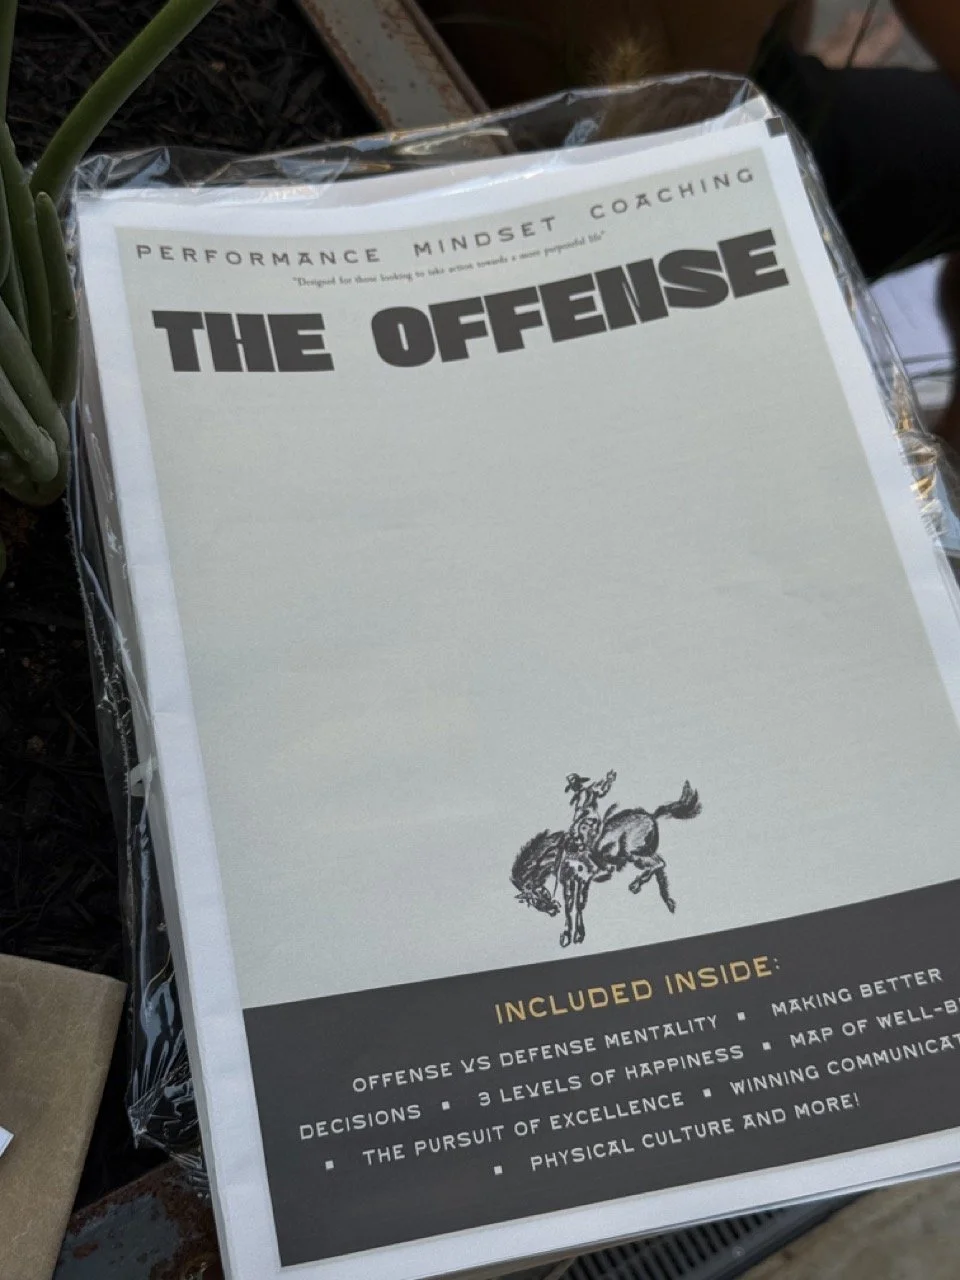 PERFORMANCE MINDSET COACHING
"Designed for those looking to take action towards a more purposeful life"
THE OFFENSE
INCLUDED INSIDE:
OFFENSE VS DEFENSE MENTALITY ▪ MAKING BETTER
DECISIONS ▪ 3 LEVELS OF HAPPINESS ▪ MAP OF WELL-B
▪ THE PURSUIT OF EXCELLENCE ▪ WINNING COMMUNICAT
▪ PHYSICAL CULTURE AND MORE!